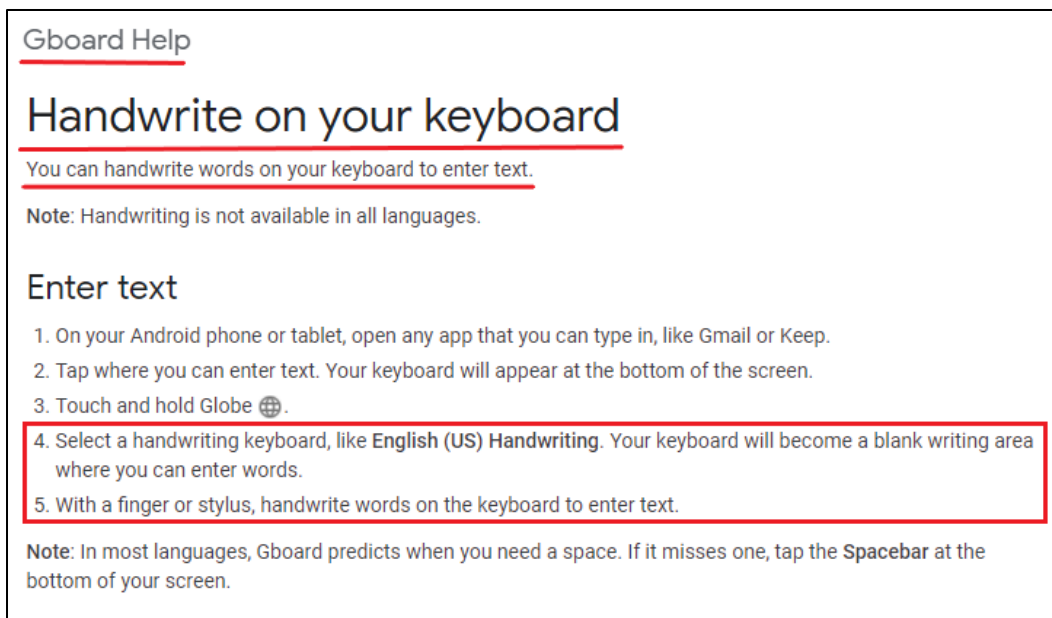 Gboard Help
Handwrite on your keyboard
You can handwrite words on your keyboard to enter text.
Note: Handwriting is not available in all languages.
Enter text
1. On your Android phone or tablet, open any app that you can type in, like Gmail or Keep.
2. Tap where you can enter text. Your keyboard will appear at the bottom of the screen.
3. Touch and hold Globe .
4. Select a handwriting keyboard, like English (US) Handwriting. Your keyboard will become a blank writing area
where you can enter words.
5. With a finger or stylus, handwrite words on the keyboard to enter text.
Note: In most languages, Gboard predicts when you need a space. If it misses one, tap the Spacebar at the
bottom of your screen.